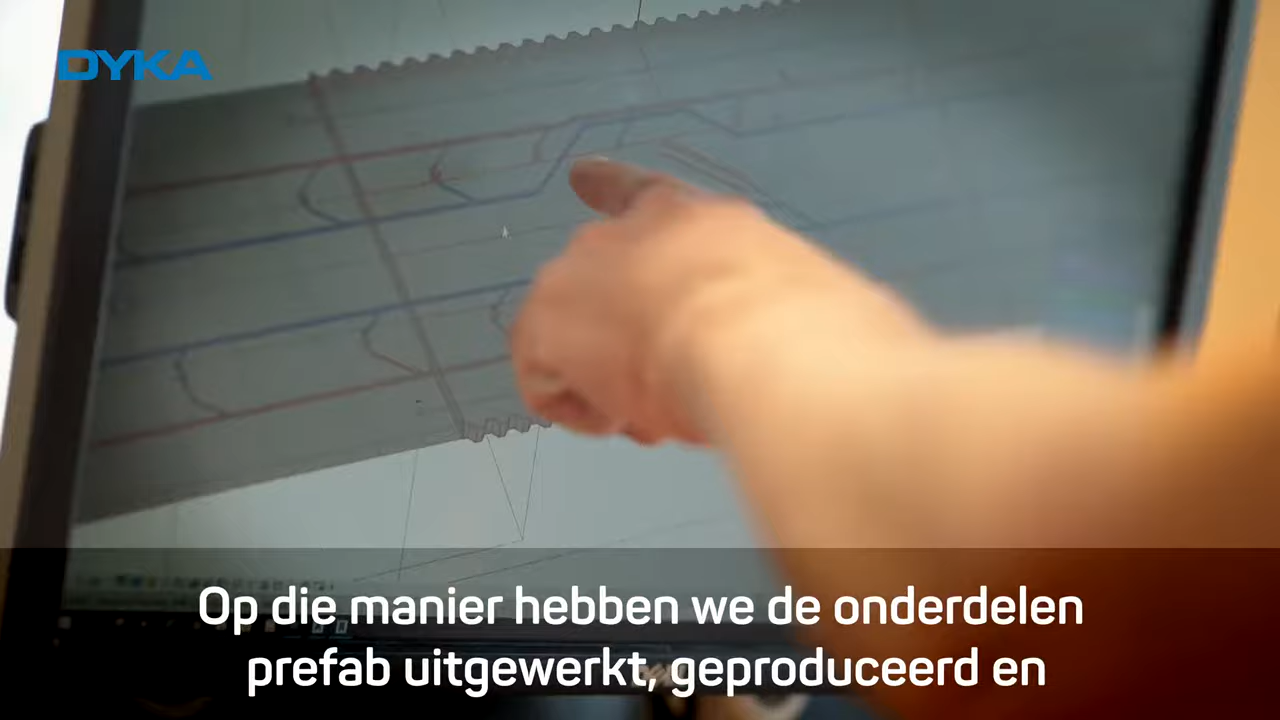 DYKA
Op die manier hebben we de onderdelen
prefab uitgewerkt, geproduceerd en